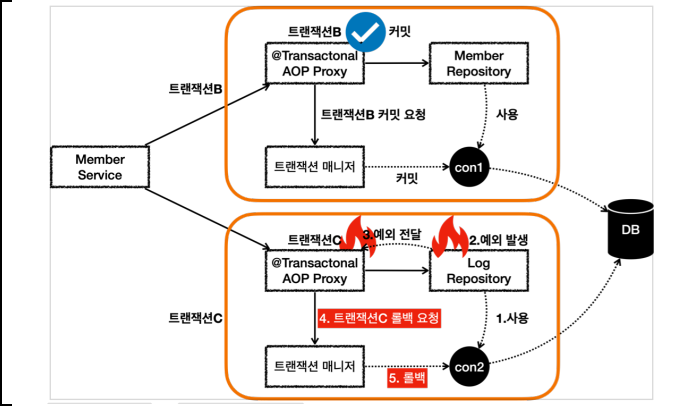 트랜잭션B 커밋
@Transactonal
AOP Proxy
Member
Repository
트랜잭션B
트랜잭션B 커밋 요청
사용
Member
Service
트랜잭션 매니저
커밋
con1
DB
트랜잭션C
3.예외 전달
2.예외 발생
@Transactonal
AOP Proxy
Log
Repository
트랜잭션C
4. 트랜잭션C 롤백 요청
1.사용
트랜잭션 매니저
5. 롤백
con2